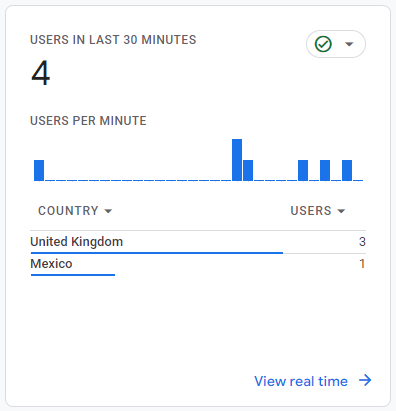 USERS IN LAST 30 MINUTES
4
USERS PER MINUTE
COUNTRY USERS
United Kingdom 3
Mexico 1
View real time